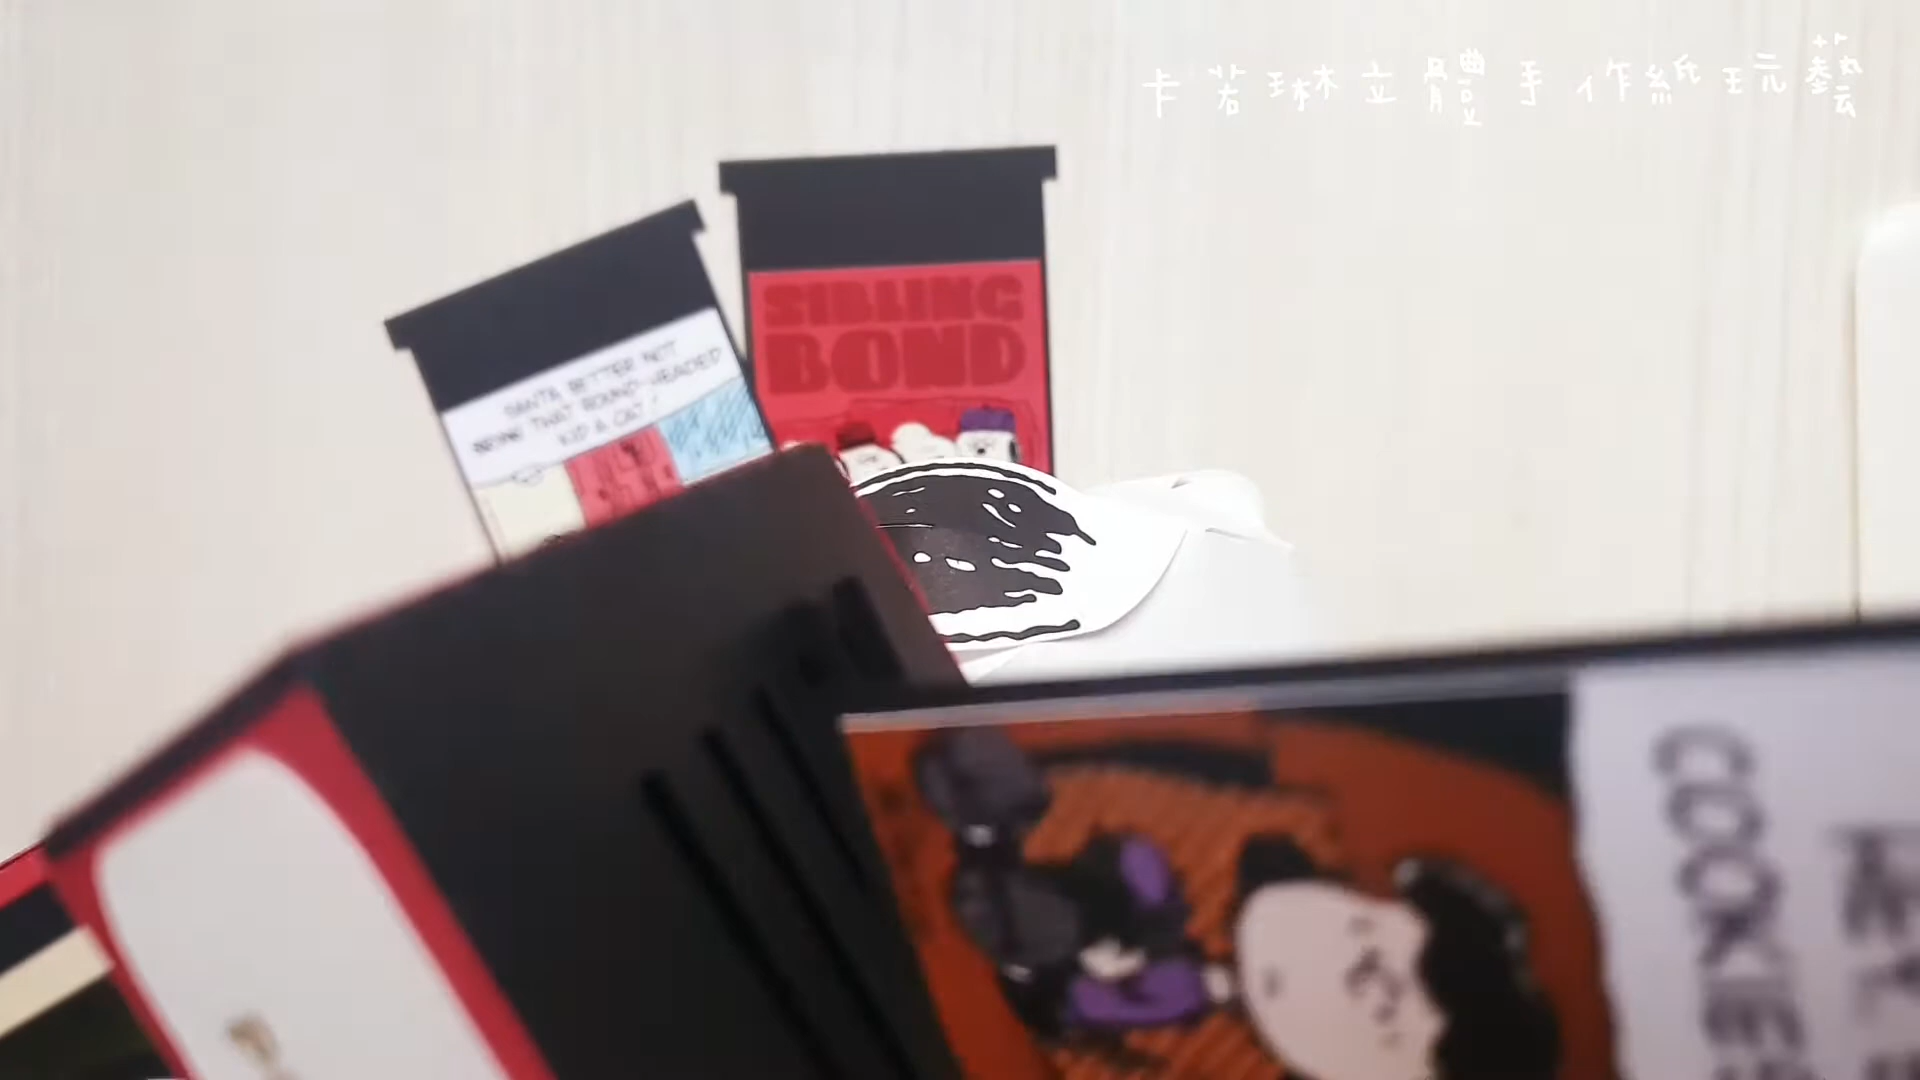 卡若琳立體手作紙玩藝
SIBLING
BOND
SANTA BETTER NOT
BRING THAT ROUND-HEADED
KID A CAT!